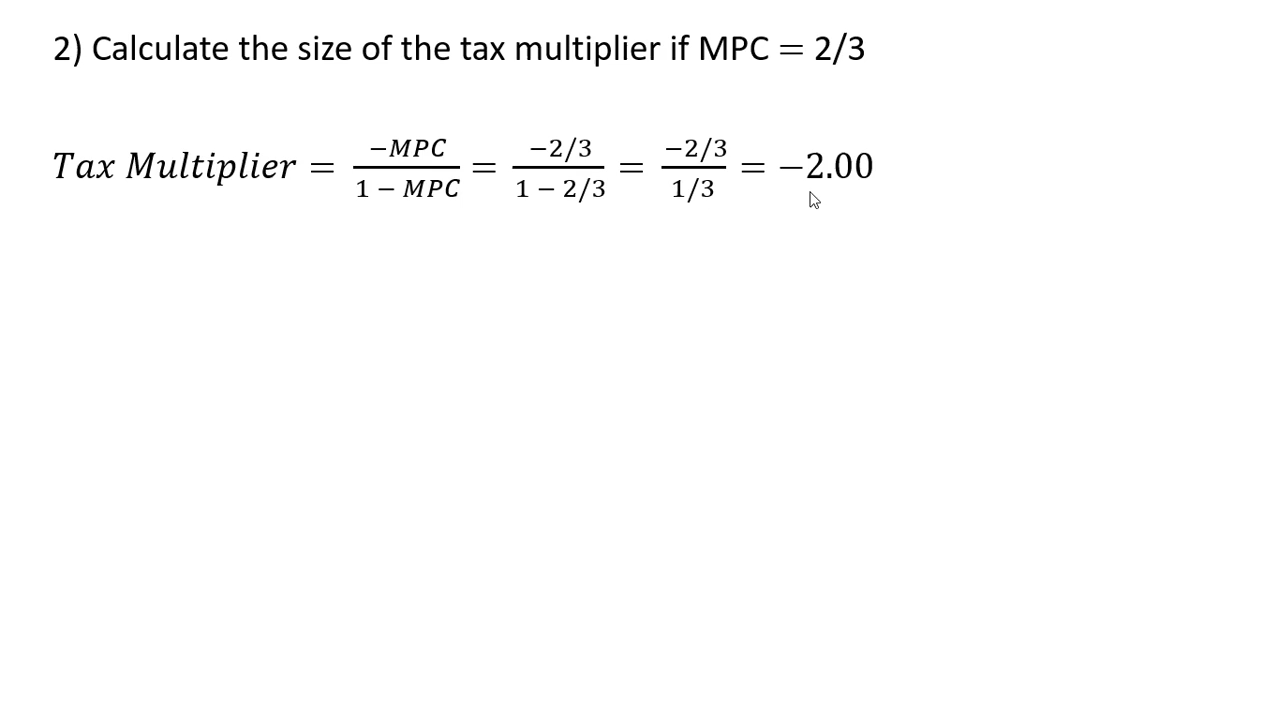 2) Calculate the size of the tax multiplier if MPC = 2/3
Tax Multiplier = −MPC / 1 − MPC = −2/3 / 1 − 2/3 = −2/3 / 1/3 = −2.00